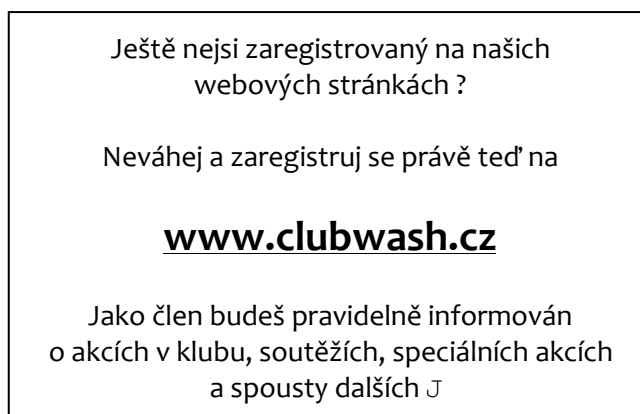 Ještě nejsi zaregistrovaný na našich
webových stránkách ?
Neváhej a zaregistruj se právě teď na
www.clubwash.cz
Jako člen budeš pravidelně informován
o akcích v klubu, soutěžích, speciálních akcích
a spousty dalších J